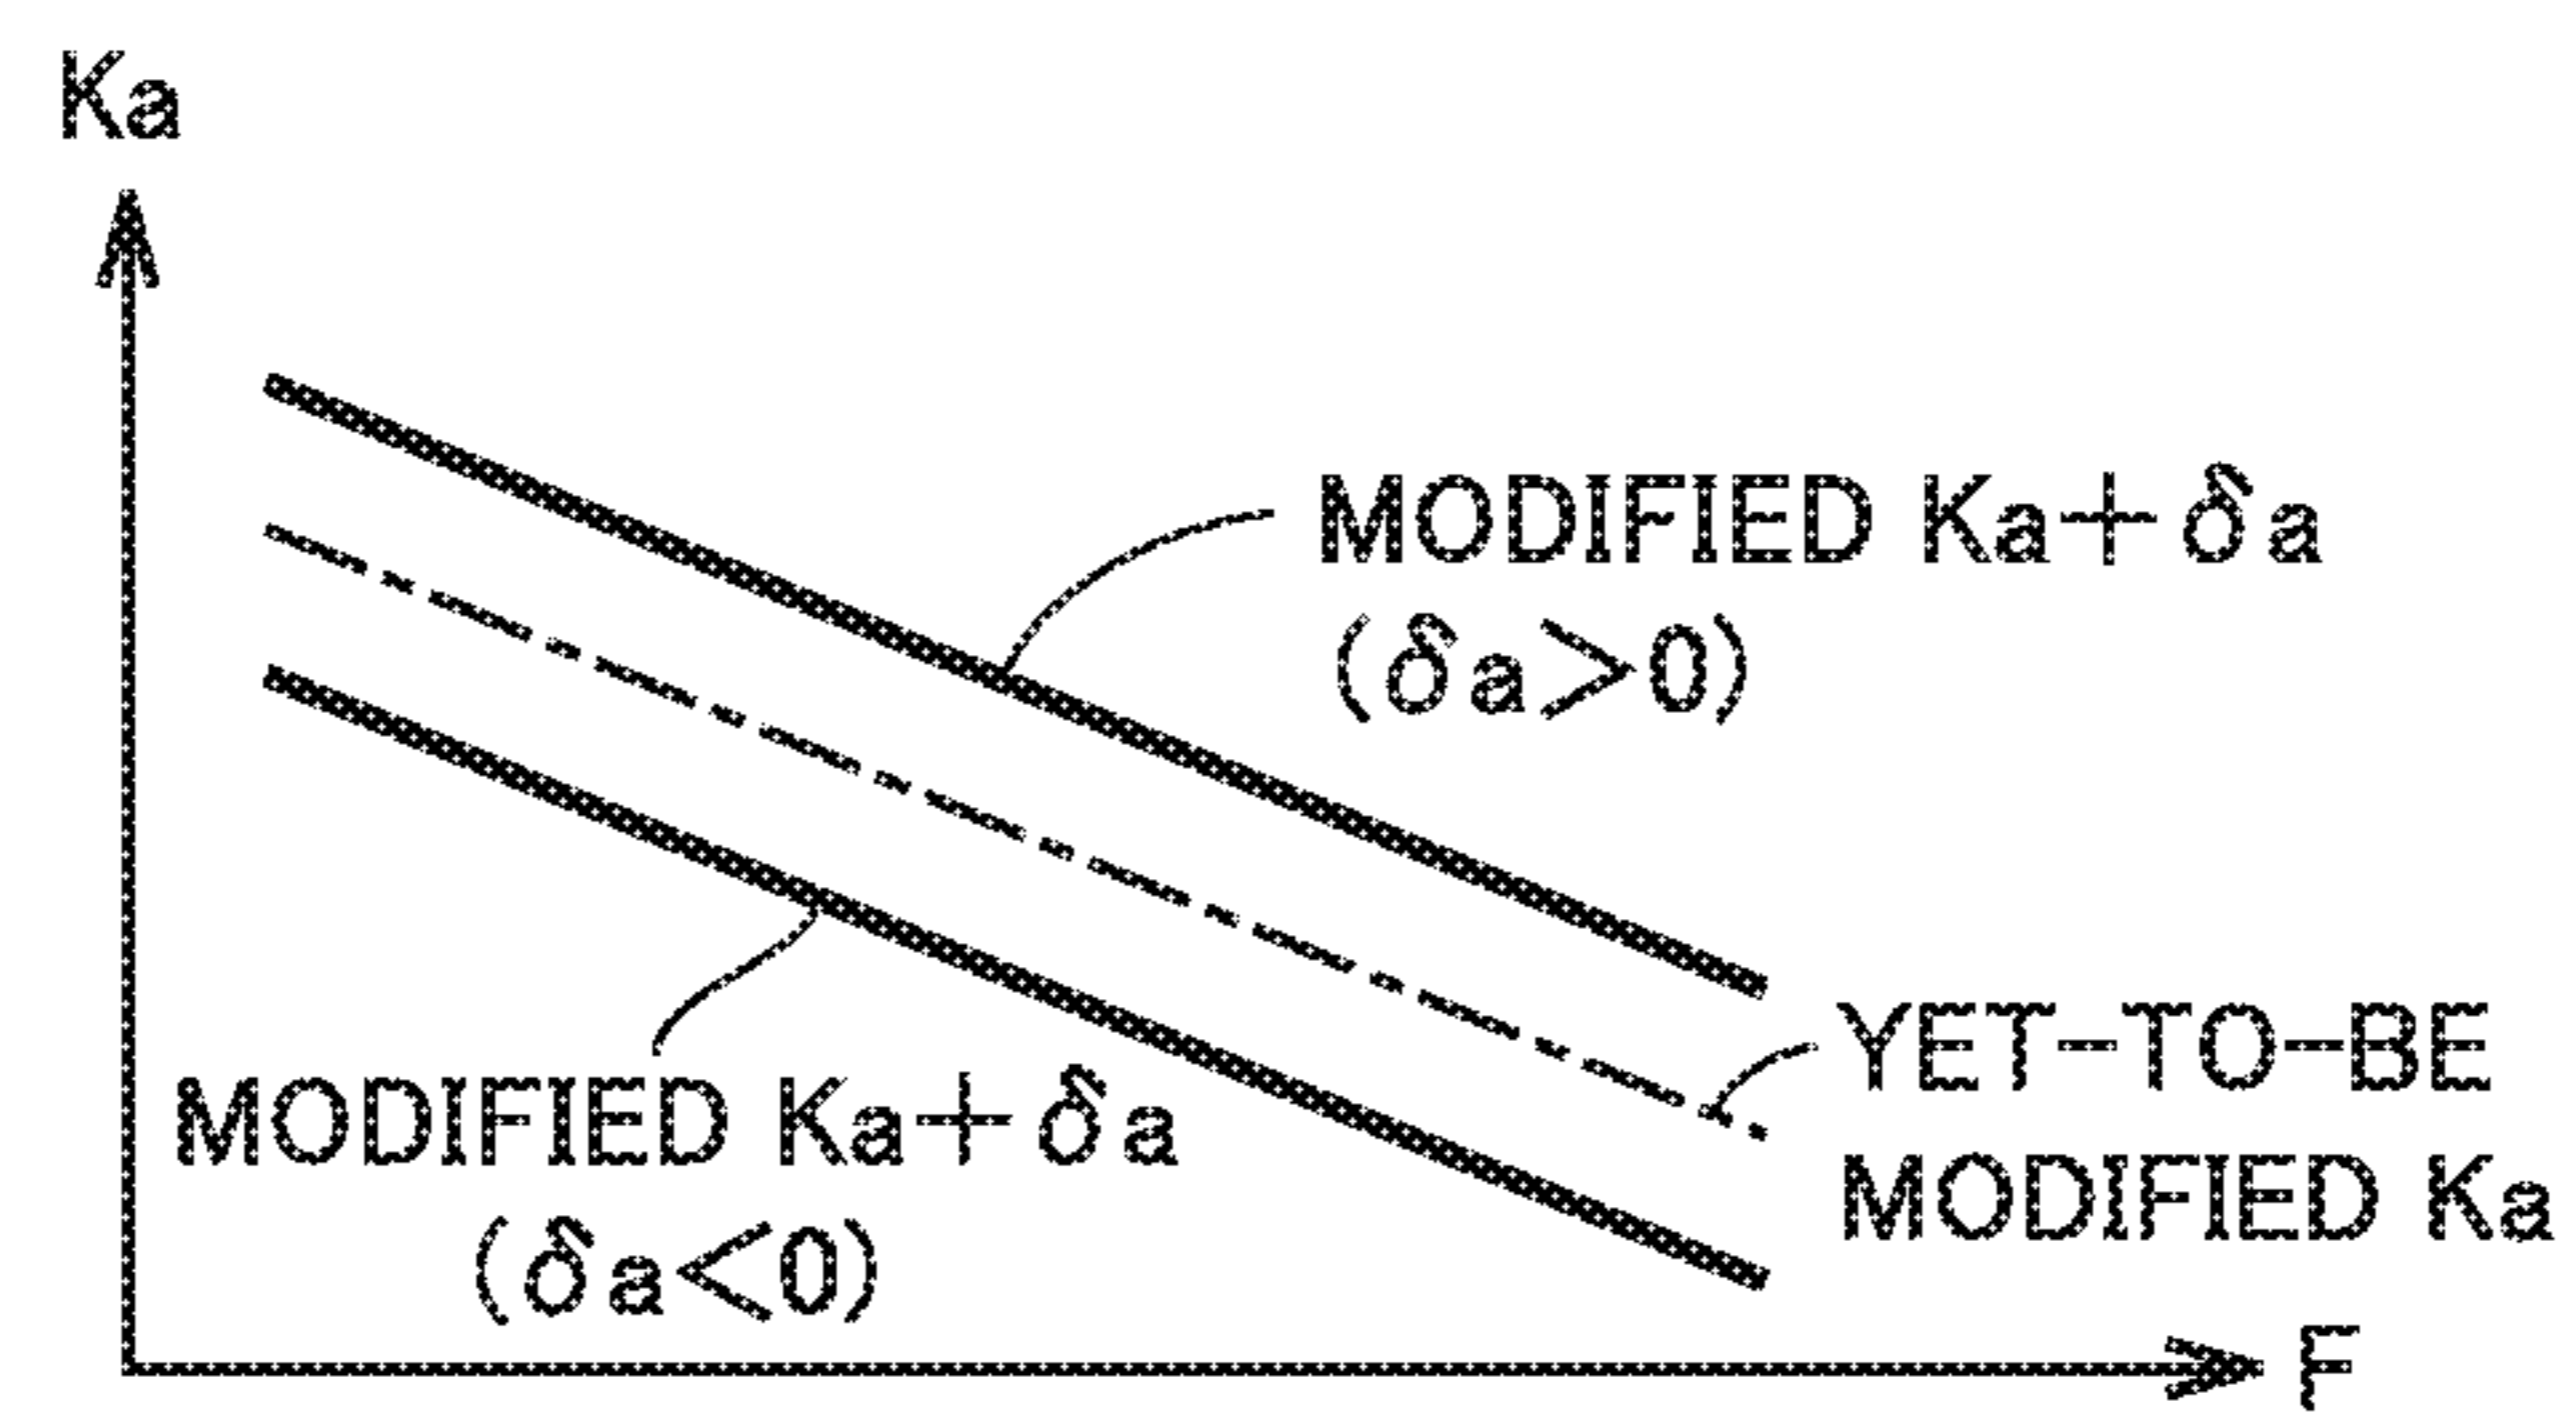 Ka
MODIFIED Ka+δa
(δa>0)
YET-TO-BE
MODIFIED Ka
MODIFIED Ka+δa
(δa<0)
F